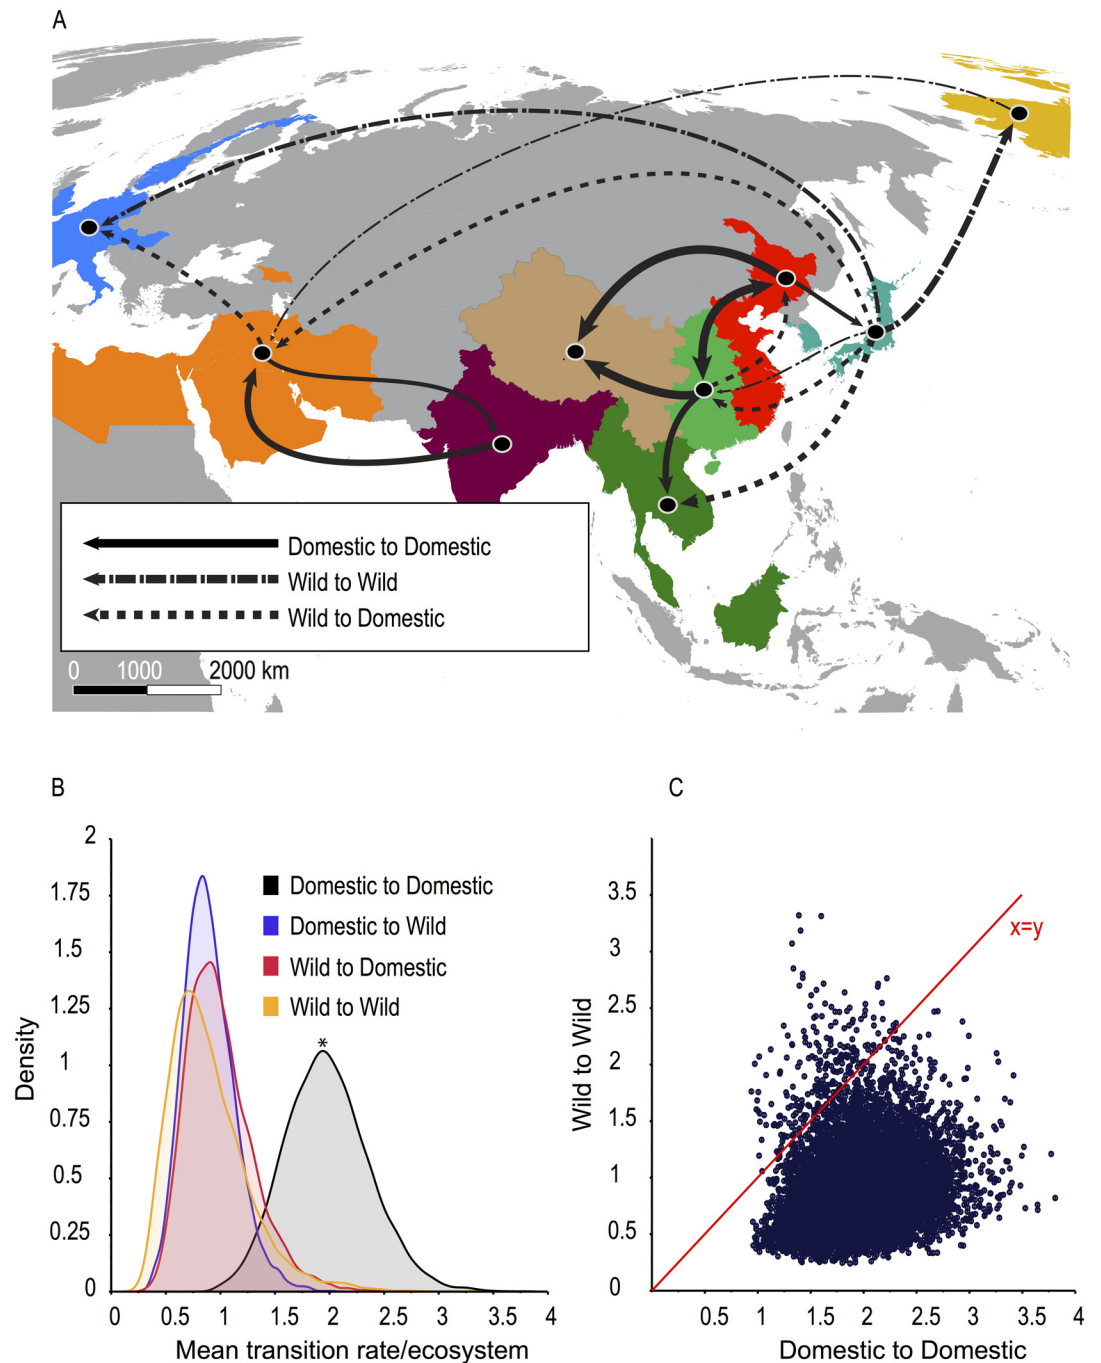 A
Domestic to Domestic
Wild to Wild
Wild to Domestic
0 1000 2000 km
B
C
2
1.75
1.5
1.25
1
0.75
0.5
0.25
0
Density
*
Domestic to Domestic
Domestic to Wild
Wild to Domestic
Wild to Wild
0 0.5 1 1.5 2 2.5 3 3.5 4
Mean transition rate/ecosystem
3.5
3
2.5
2
1.5
1
0.5
0
Wild to Wild
x=y
0.5 1 1.5 2 2.5 3 3.5 4
Domestic to Domestic